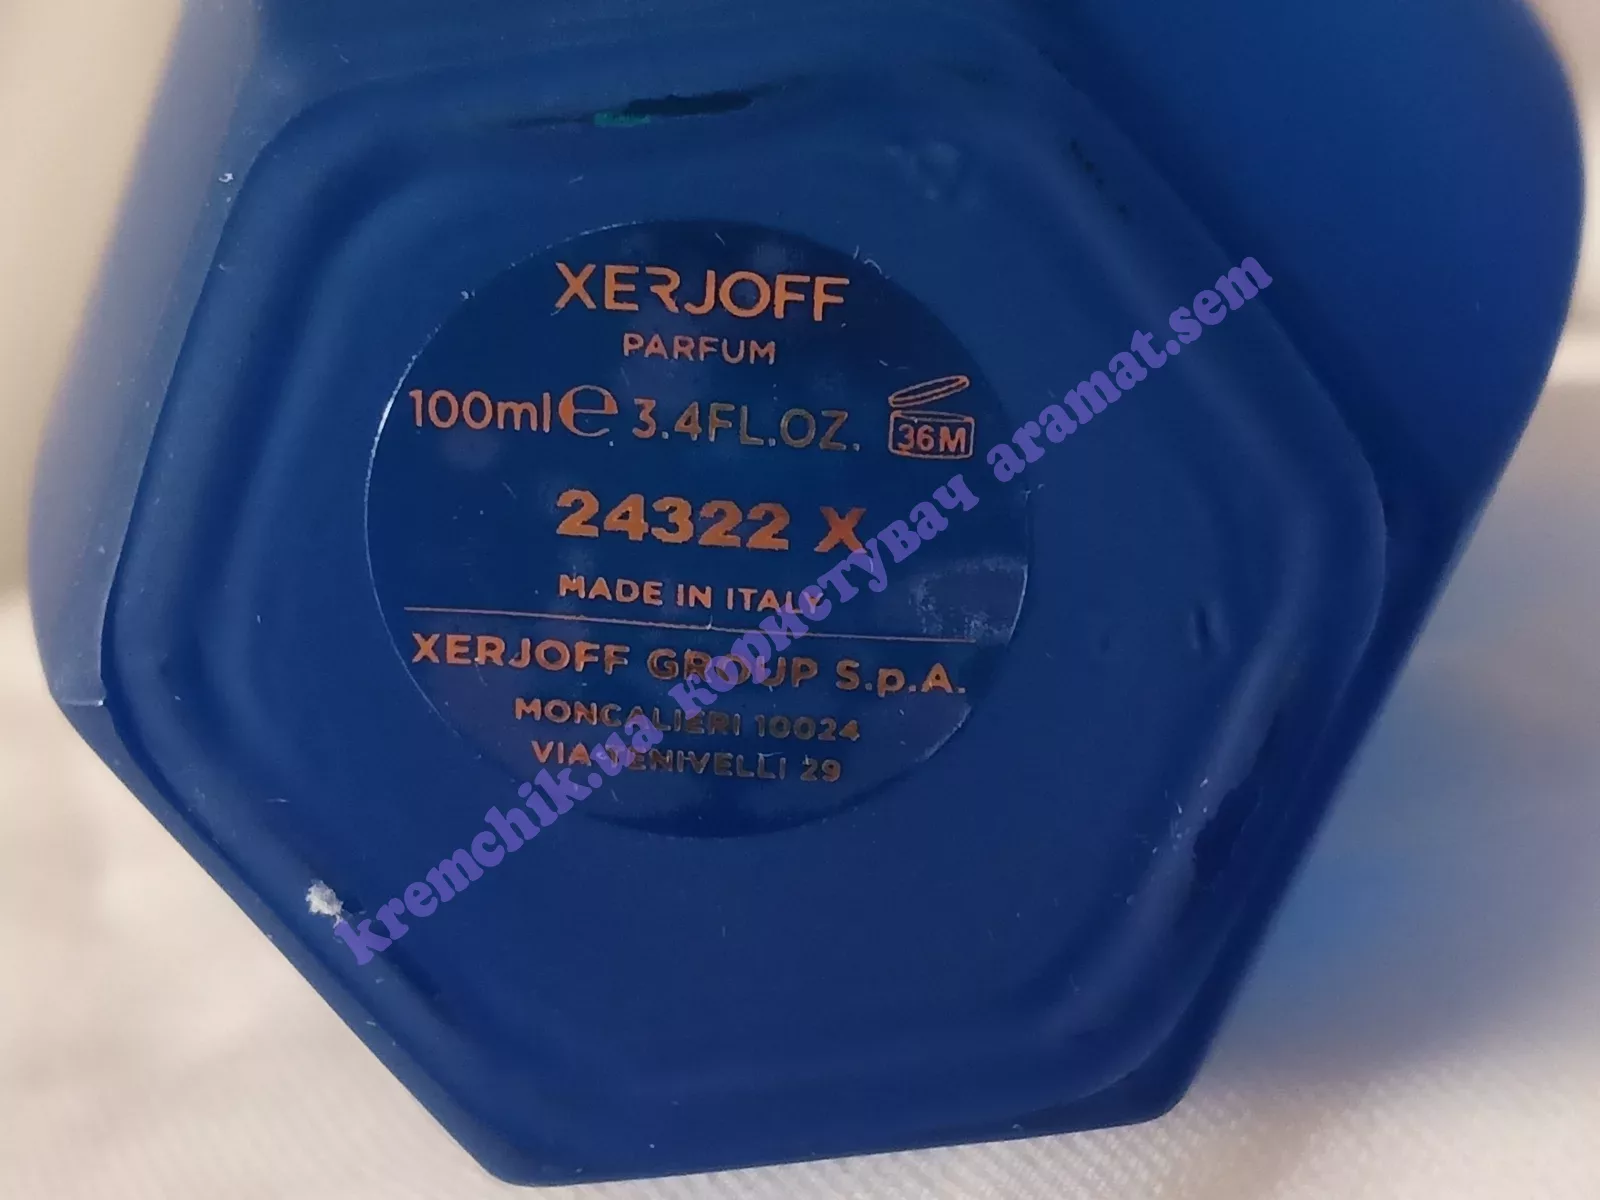 XERJOFF
PARFUM
100ml e 3.4FL.OZ. 36M
24322 X
MADE IN ITALY
XERJOFF GROUP S.p.A.
MONCALIERI 10024
VIA TENIVELLI 29
kremchik.ua користувач aramat.sem